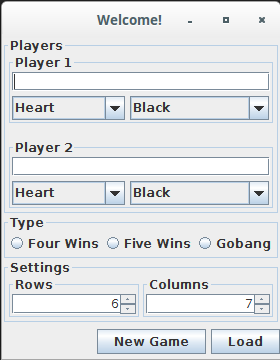 Welcome!
Players
Player 1
Heart Black
Player 2
Heart Black
Type
Four Wins Five Wins Gobang
Settings
Rows Columns
6 7
New Game Load